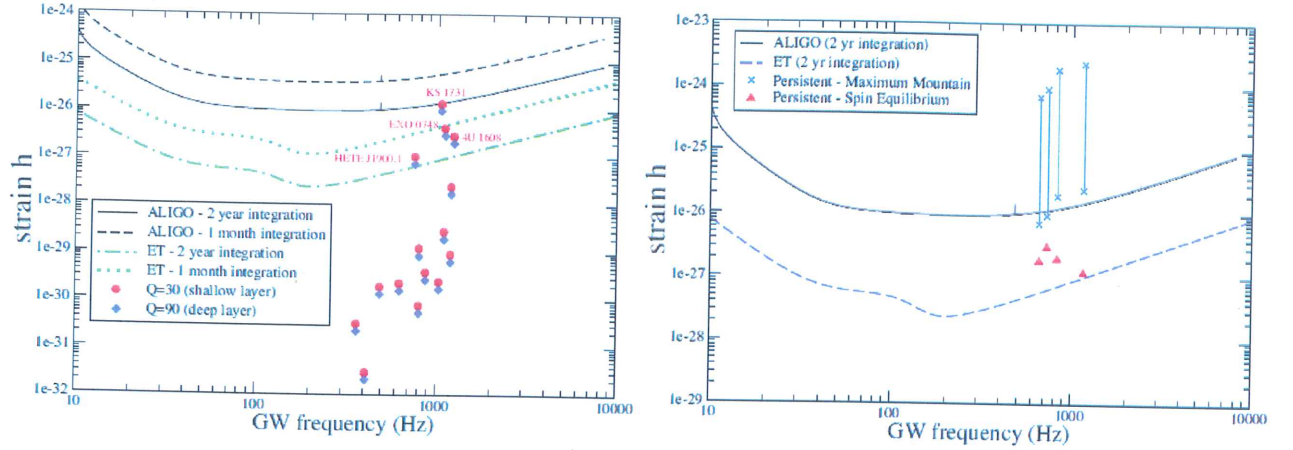 1e-24
1e-25
1e-26
1e-27
1e-28
1e-29
1e-30
1e-31
1e-32
strain h
10
100
1000
10000
GW frequency (Hz)
KS 1731
EXO 0748
4U 1608
HETE J1900.1
ALIGO - 2 year integration
ALIGO - 1 month integration
ET - 2 year integration
ET - 1 month integration
Q=30 (shallow layer)
Q=90 (deep layer)
1e-23
1e-24
1e-25
1e-26
1e-27
1e-28
1e-29
strain h
10
100
1000
10000
GW frequency (Hz)
ALIGO (2 yr integration)
ET (2 yr integration)
Persistent - Maximum Mountain
Persistent - Spin Equilibrium